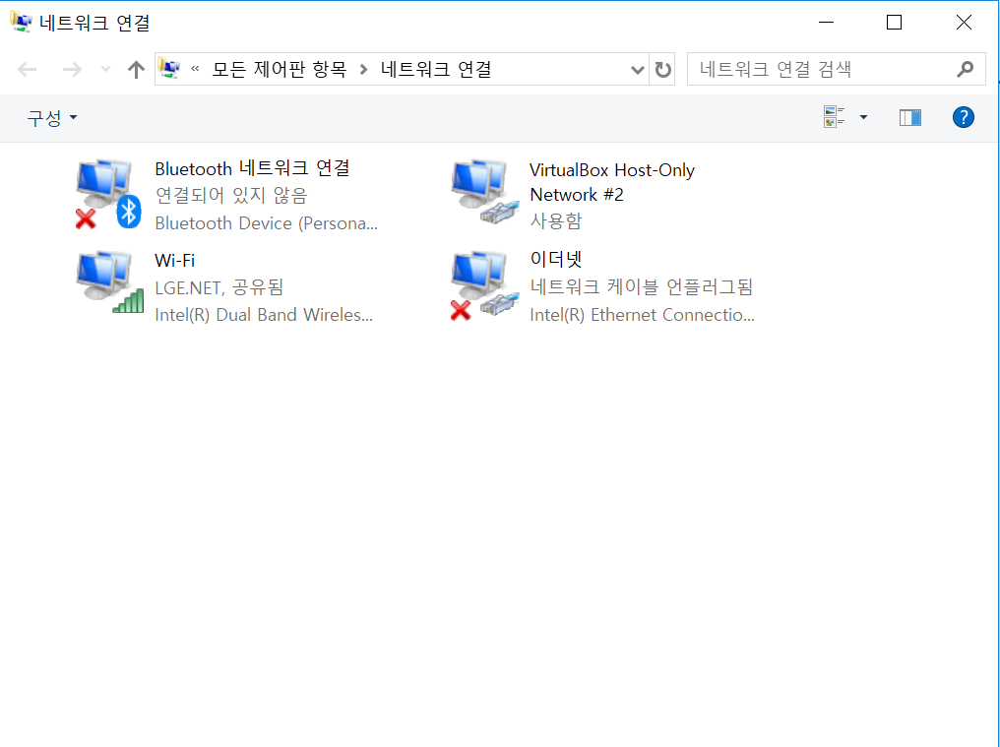 네트워크 연결
« 모든 제어판 항목 > 네트워크 연결
네트워크 연결 검색
구성
Bluetooth 네트워크 연결
연결되어 있지 않음
Bluetooth Device (Persona...
VirtualBox Host-Only
Network #2
사용함
Wi-Fi
LGE.NET, 공유됨
Intel(R) Dual Band Wireles...
이더넷
네트워크 케이블 언플러그됨
Intel(R) Ethernet Connectio...